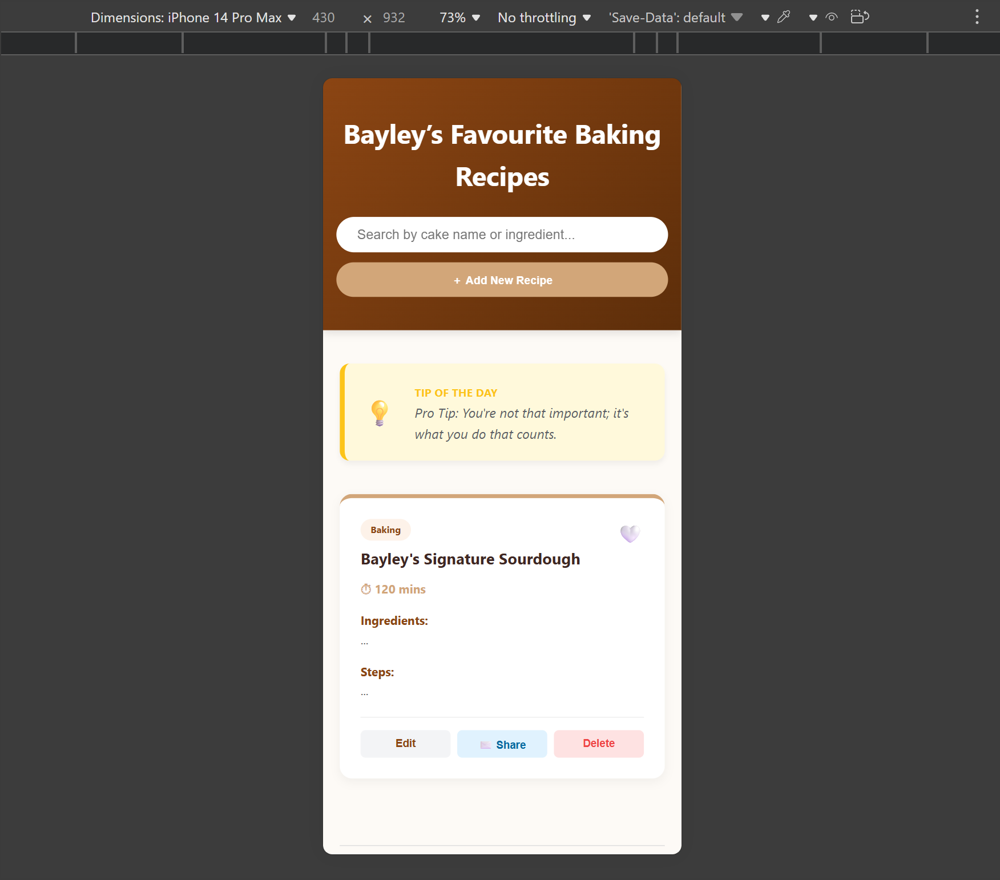 Dimensions: iPhone 14 Pro Max 430 × 932 73% No throttling 'Save-Data': default
Bayley’s Favourite Baking
Recipes
Search by cake name or ingredient...
+ Add New Recipe
TIP OF THE DAY
Pro Tip: You're not that important; it's
what you do that counts.
Baking
Bayley's Signature Sourdough
⏱ 120 mins
Ingredients:
...
Steps:
...
Edit
Share
Delete